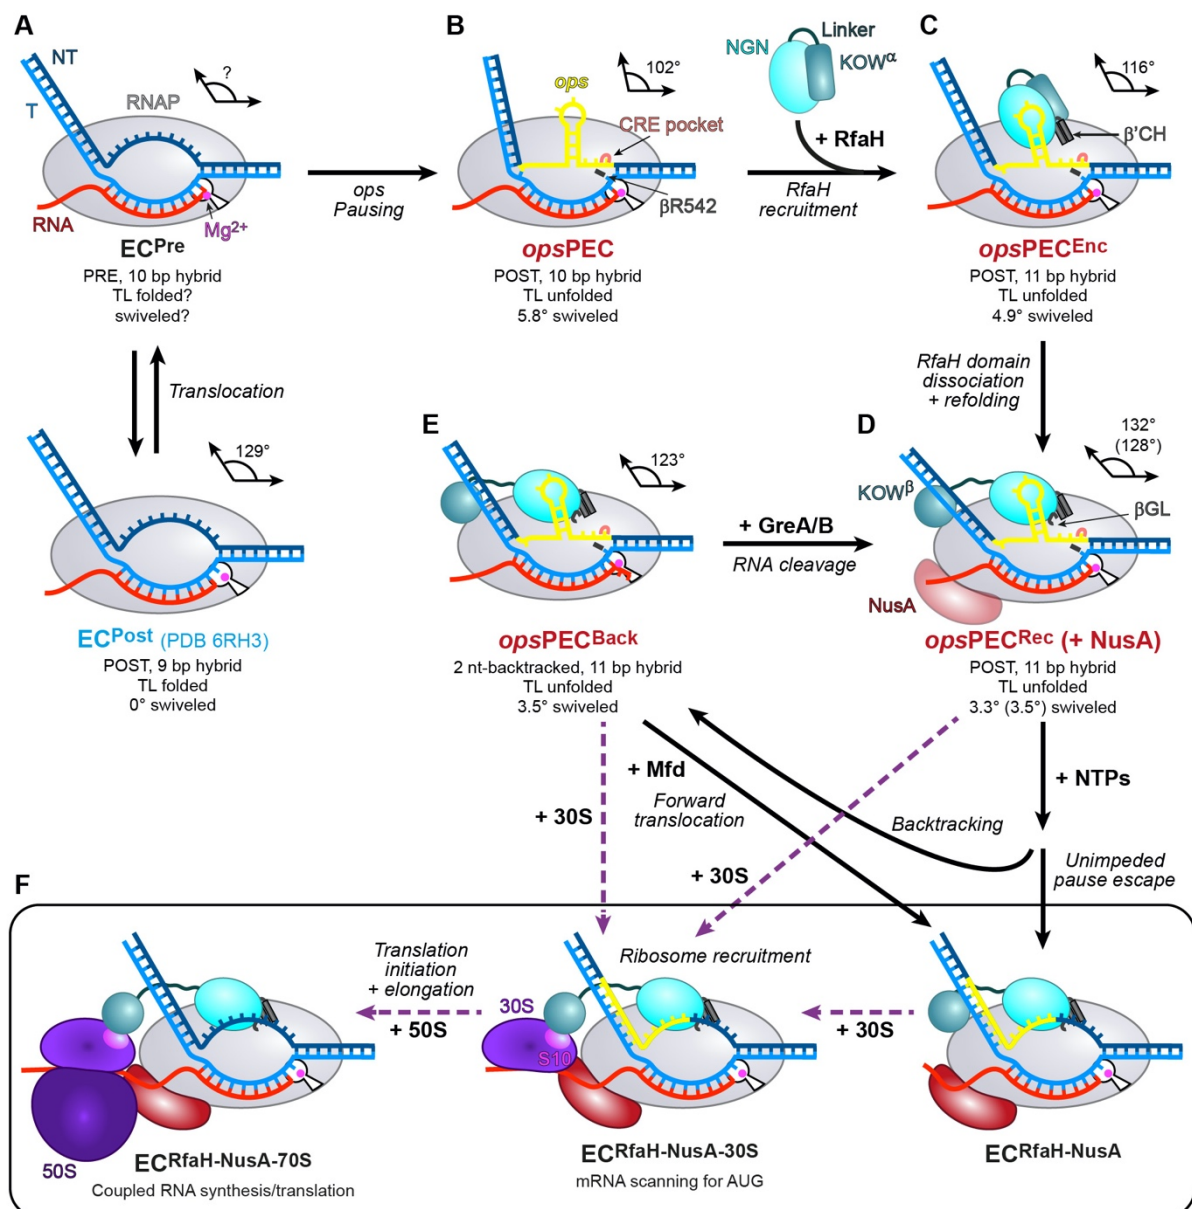 A
NT
T
RNAP
?
RNA
Mg2+
ECPre
PRE, 10 bp hybrid
TL folded?
swiveled?
ops
Pausing
B
ops
102°
CRE pocket
βR542
opsPEC
POST, 10 bp hybrid
TL unfolded
5.8° swiveled
NGN
Linker
KOWα
+ RfaH
RfaH
recruitment
C
116°
β'CH
opsPECEnc
POST, 11 bp hybrid
TL unfolded
4.9° swiveled
Translocation
129°
ECPost (PDB 6RH3)
POST, 9 bp hybrid
TL folded
0° swiveled
RfaH domain
dissociation
+ refolding
E
123°
opsPECBack
2 nt-backtracked, 11 bp hybrid
TL unfolded
3.5° swiveled
+ GreA/B
RNA cleavage
D
132°
(128°)
KOWβ
βGL
NusA
opsPECRec (+ NusA)
POST, 11 bp hybrid
TL unfolded
3.3° (3.5°) swiveled
+ Mfd
Forward
translocation
+ 30S
Backtracking
+ NTPs
+ 30S
Unimpeded
pause escape
F
Translation
initiation
+ elongation
+ 50S
Ribosome recruitment
30S
S10
+ 30S
50S
ECRfaH-NusA-70S
Coupled RNA synthesis/translation
ECRfaH-NusA-30S
mRNA scanning for AUG
ECRfaH-NusA